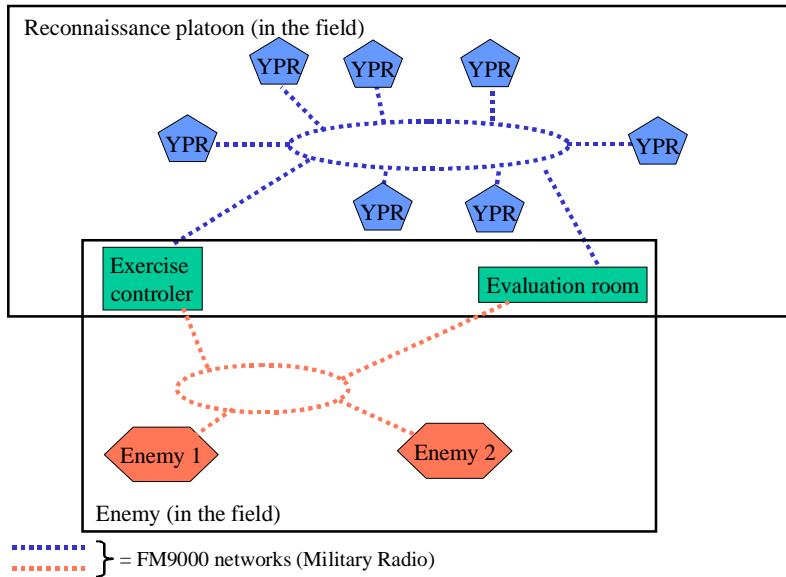 Reconnaissance platoon (in the field)
YPR
YPR
YPR
YPR
YPR
YPR
YPR
Exercise
controler
Evaluation room
Enemy 1
Enemy 2
Enemy (in the field)
= FM9000 networks (Military Radio)